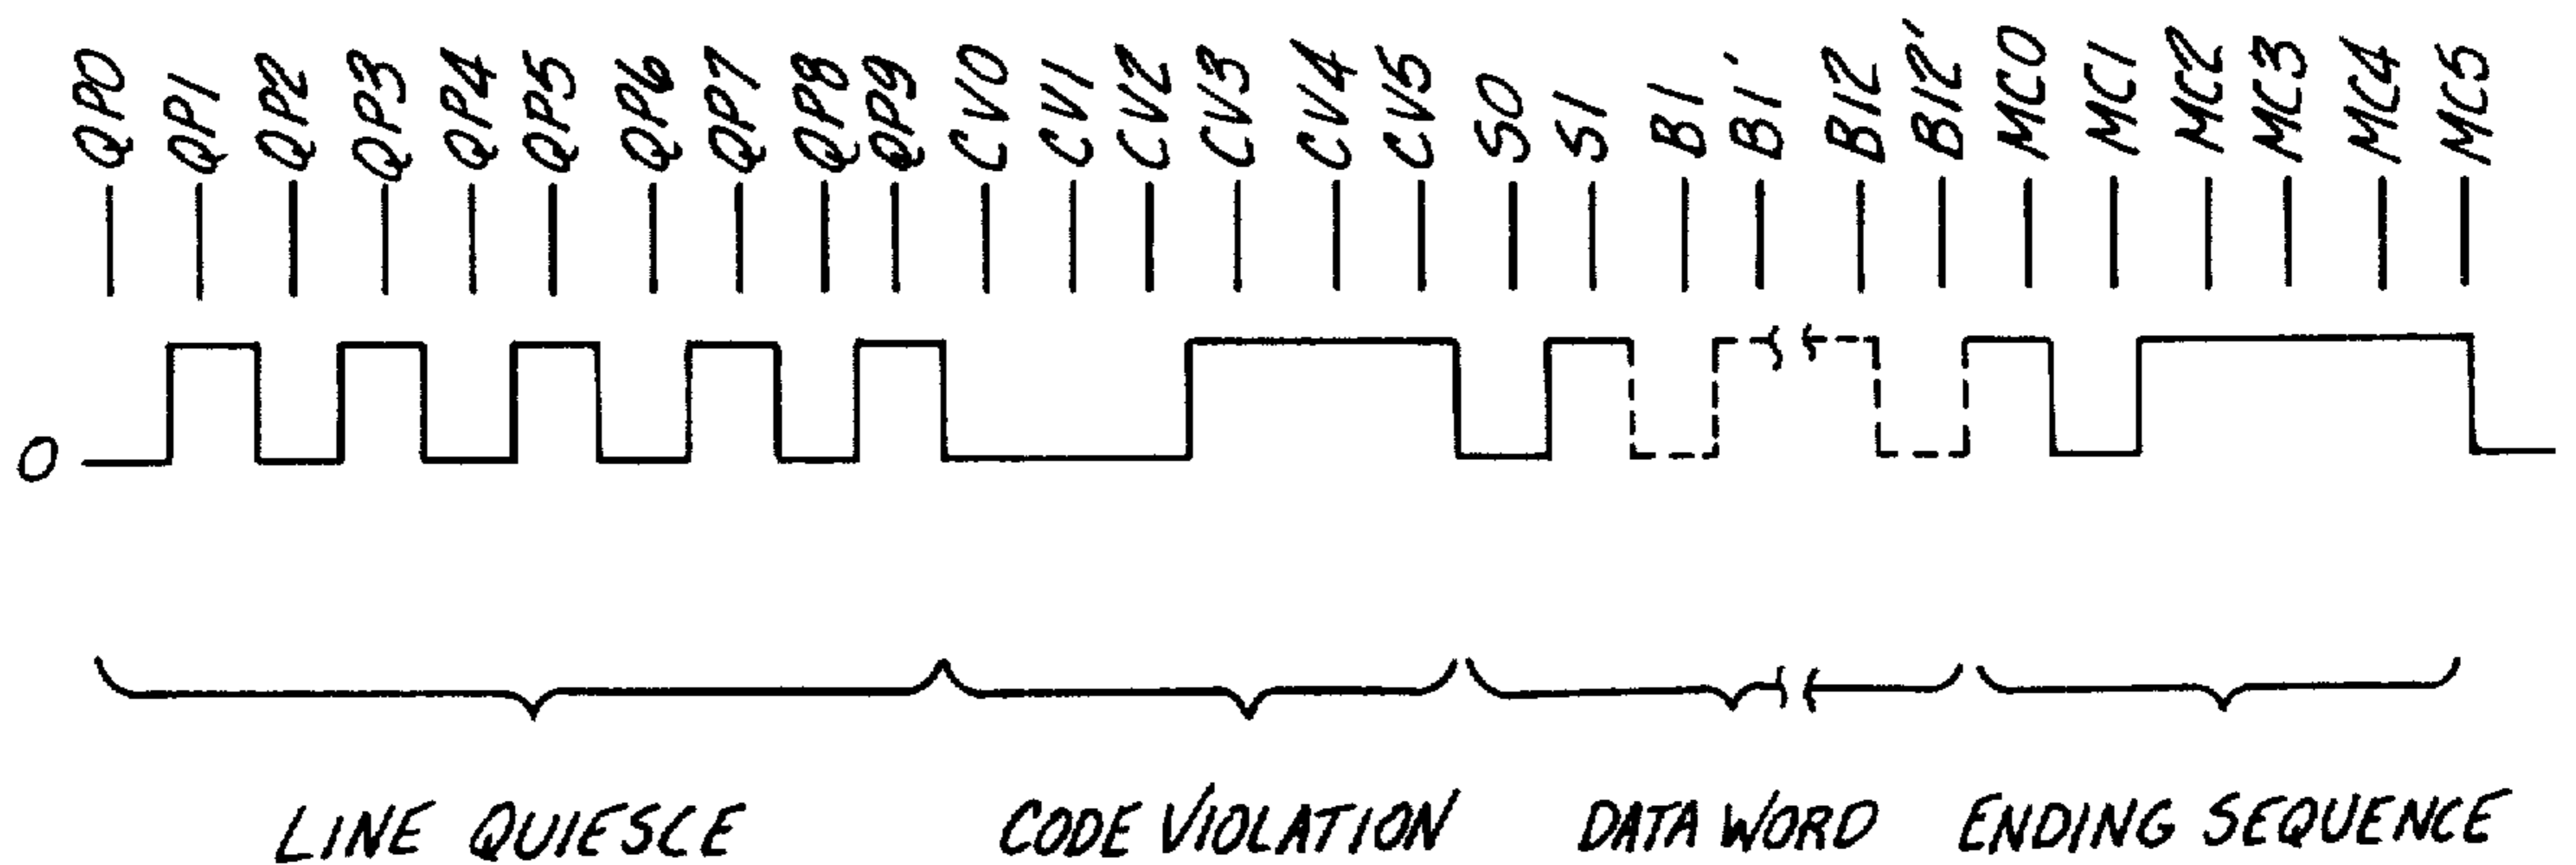 QP0 QP1 QP2 QP3 QP4 QP5 QP6 QP7 QP8 QP9 CV0 CV1 CV2 CV3 CV4 CV5 S0 S1 B1 B1' B12 B12' MC0 MC1 MC2 MC3 MC4 MC5
0
LINE QUIESCE CODE VIOLATION DATA WORD ENDING SEQUENCE